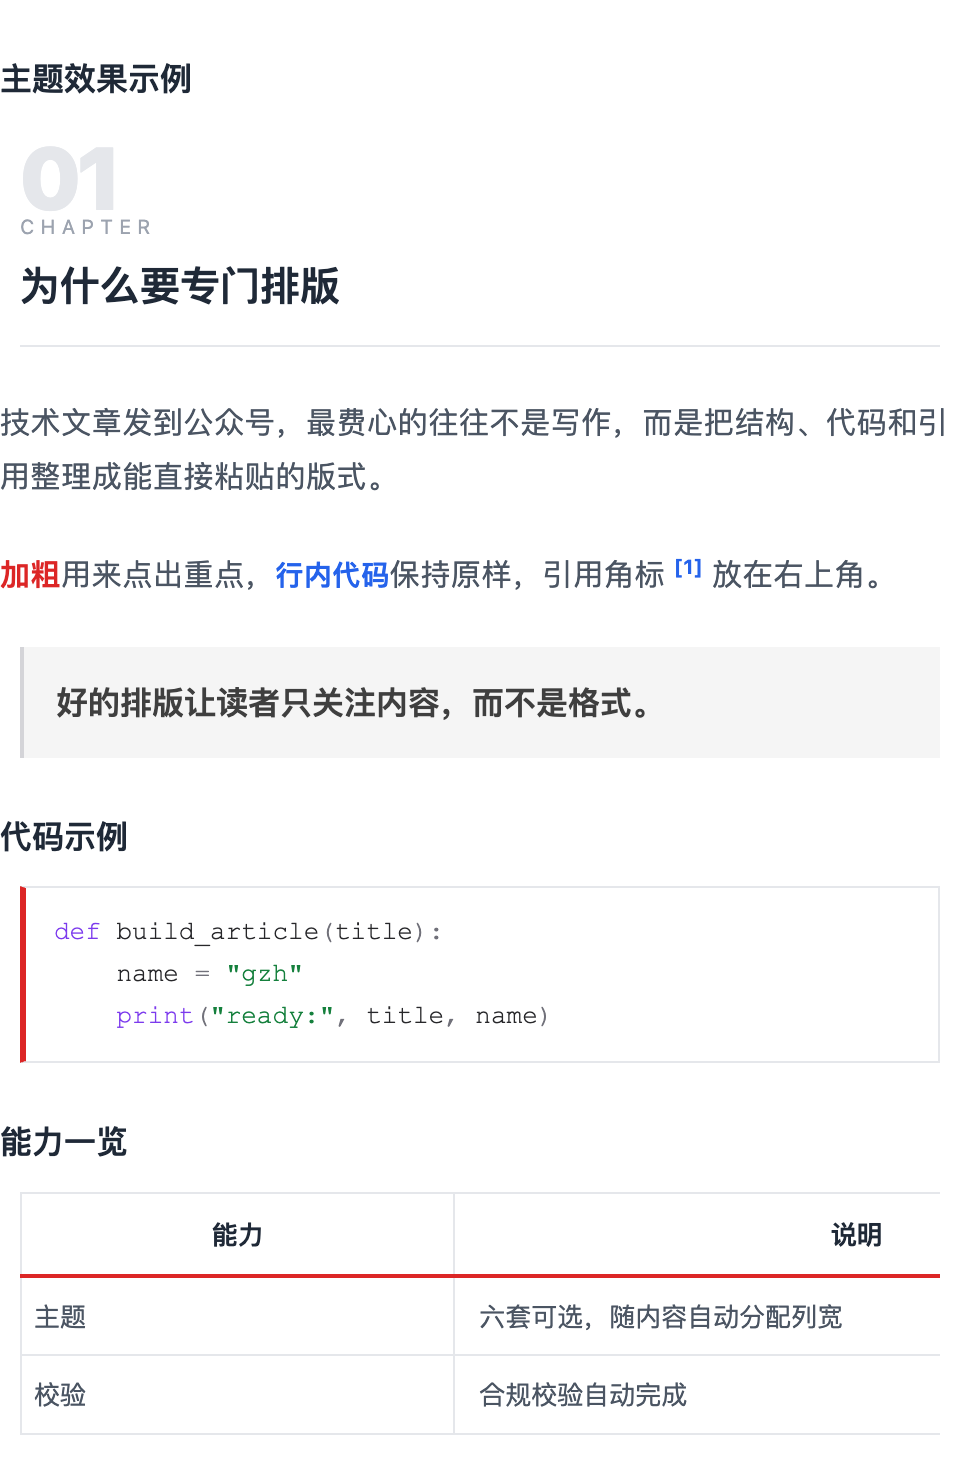 主题效果示例
01
CHAPTER
为什么要专门排版
技术文章发到公众号，最费心的往往不是写作，而是把结构、代码和引
用整理成能直接粘贴的版式。
加粗用来点出重点，行内代码保持原样，引用角标 [1] 放在右上角。
好的排版让读者只关注内容，而不是格式。
代码示例
def build_article(title):
    name = "gzh"
    print("ready:", title, name)
能力一览
能力 说明
主题 六套可选，随内容自动分配列宽
校验 合规校验自动完成